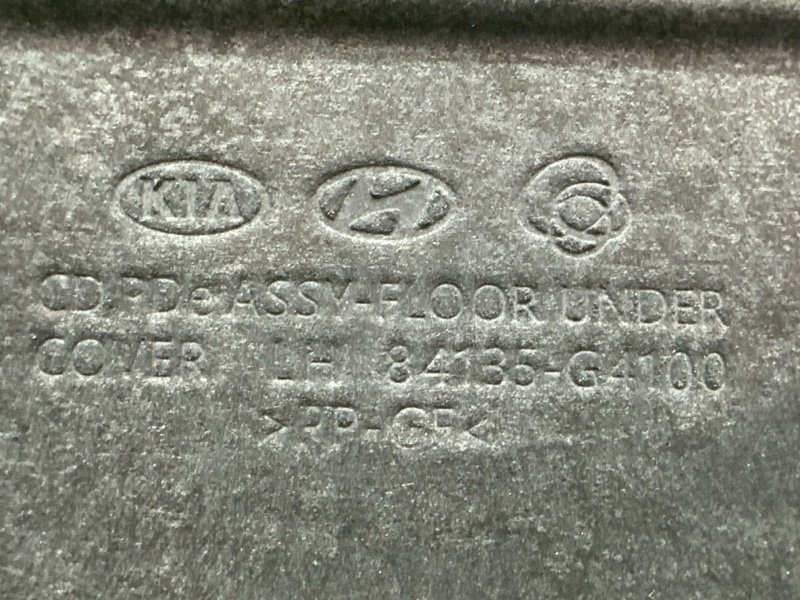 KIA
CD,PDe ASSY-FLOOR UNDER
COVER LH 84135-G4100
>PP-GF<